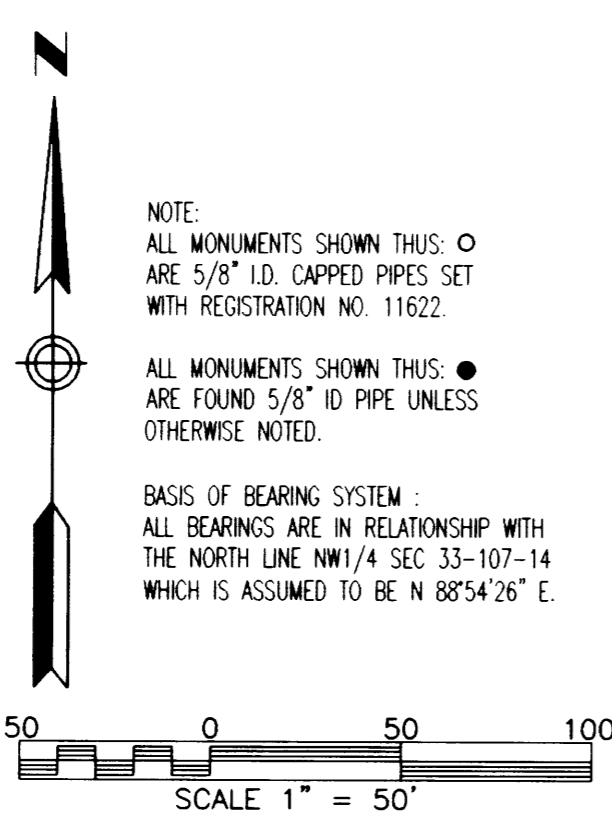 N
NOTE:
ALL MONUMENTS SHOWN THUS: O
ARE 5/8" I.D. CAPPED PIPES SET
WITH REGISTRATION NO. 11622.
ALL MONUMENTS SHOWN THUS: ●
ARE FOUND 5/8" ID PIPE UNLESS
OTHERWISE NOTED.
BASIS OF BEARING SYSTEM :
ALL BEARINGS ARE IN RELATIONSHIP WITH
THE NORTH LINE NW1/4 SEC 33-107-14
WHICH IS ASSUMED TO BE N 88°54'26" E.
50 0 50 100
SCALE 1" = 50'